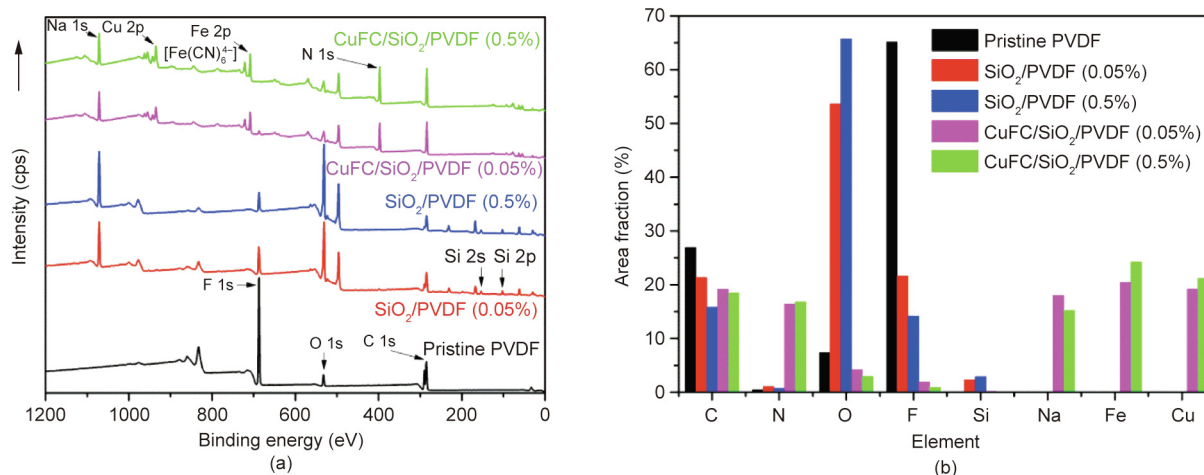 Na 1s
Cu 2p
Fe 2p
[Fe(CN)₆⁴⁻]
N 1s
CuFC/SiO₂/PVDF (0.5%)
CuFC/SiO₂/PVDF (0.05%)
SiO₂/PVDF (0.5%)
Si 2s Si 2p
F 1s
SiO₂/PVDF (0.05%)
O 1s
C 1s
Pristine PVDF
Intensity (cps)
1200 1000 800 600 400 200 0
Binding energy (eV)
(a)
70
60
50
40
30
20
10
0
Area fraction (%)
Pristine PVDF
SiO₂/PVDF (0.05%)
SiO₂/PVDF (0.5%)
CuFC/SiO₂/PVDF (0.05%)
CuFC/SiO₂/PVDF (0.5%)
C N O F Si Na Fe Cu
Element
(b)